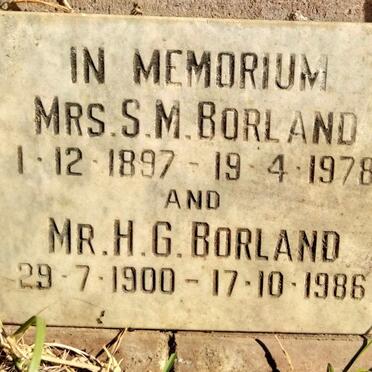 IN MEMORIUM
MRS. S. M. BORLAND
1 · 12 · 1897 - 19 · 4 · 1978
AND
MR. H. G. BORLAND
29 · 7 · 1900 - 17 · 10 · 1986